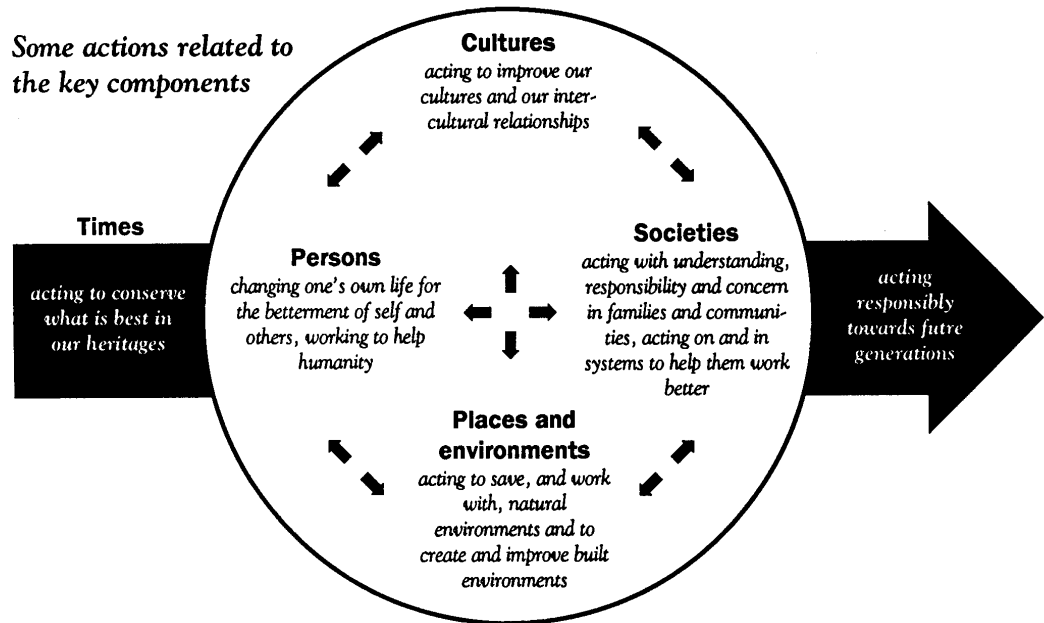 Some actions related to
the key components
Cultures
acting to improve our
cultures and our inter-
cultural relationships
Times
acting to conserve
what is best in
our heritages
Persons
changing one's own life for
the betterment of self and
others, working to help
humanity
Societies
acting with understanding,
responsibility and concern
in families and communi-
ties, acting on and in
systems to help them work
better
acting
responsibly
towards futre
generations
Places and
environments
acting to save, and work
with, natural
environments and to
create and improve built
environments